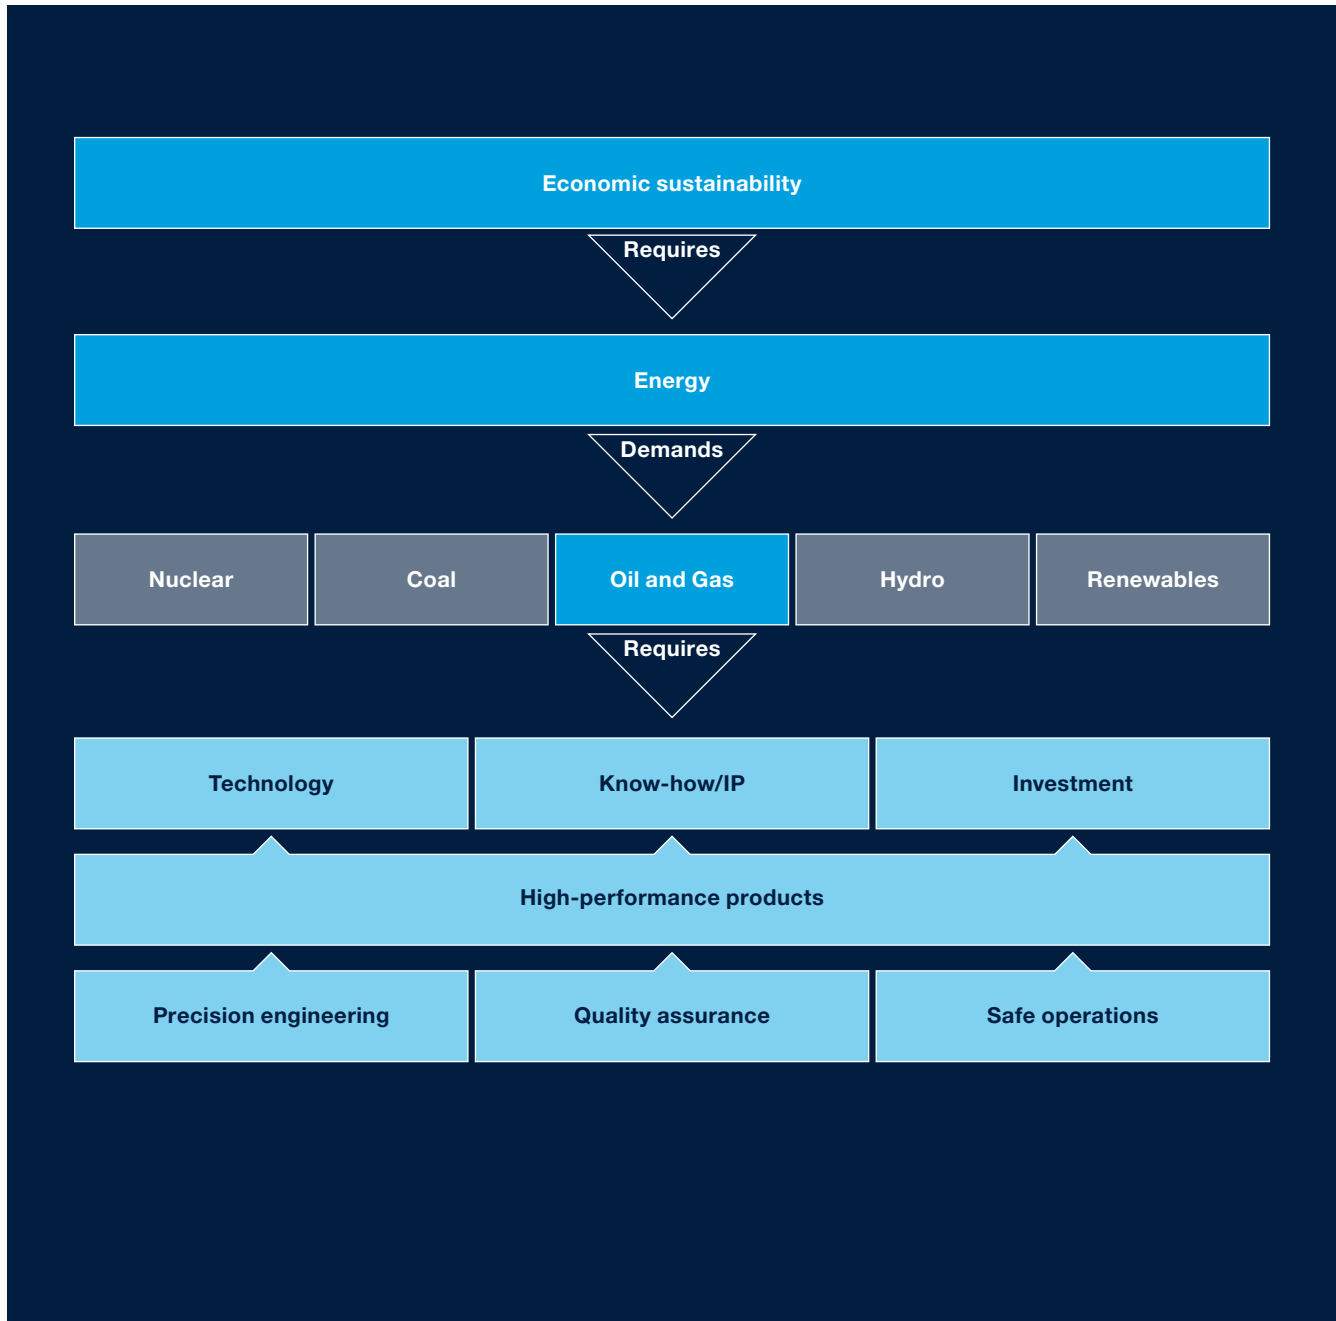 Economic sustainability
Requires
Energy
Demands
Nuclear
Coal
Oil and Gas
Hydro
Renewables
Requires
Technology
Know-how/IP
Investment
High-performance products
Precision engineering
Quality assurance
Safe operations